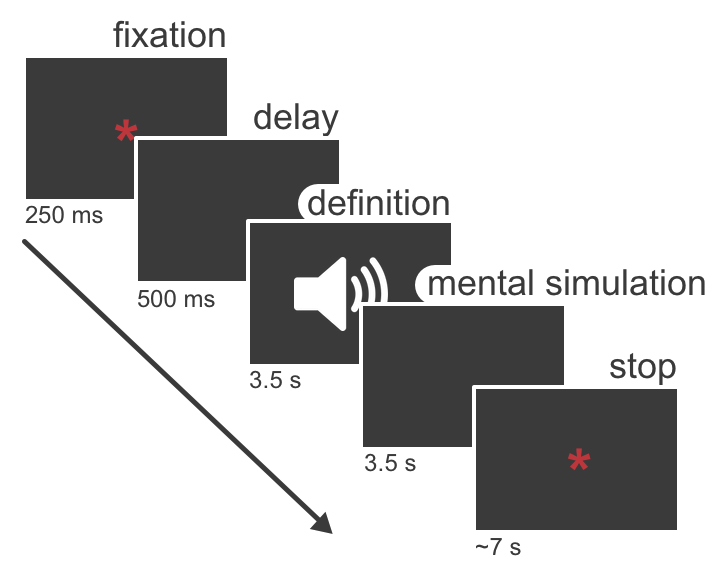 fixation
250 ms
delay
500 ms
definition
3.5 s
mental simulation
3.5 s
stop
~7 s